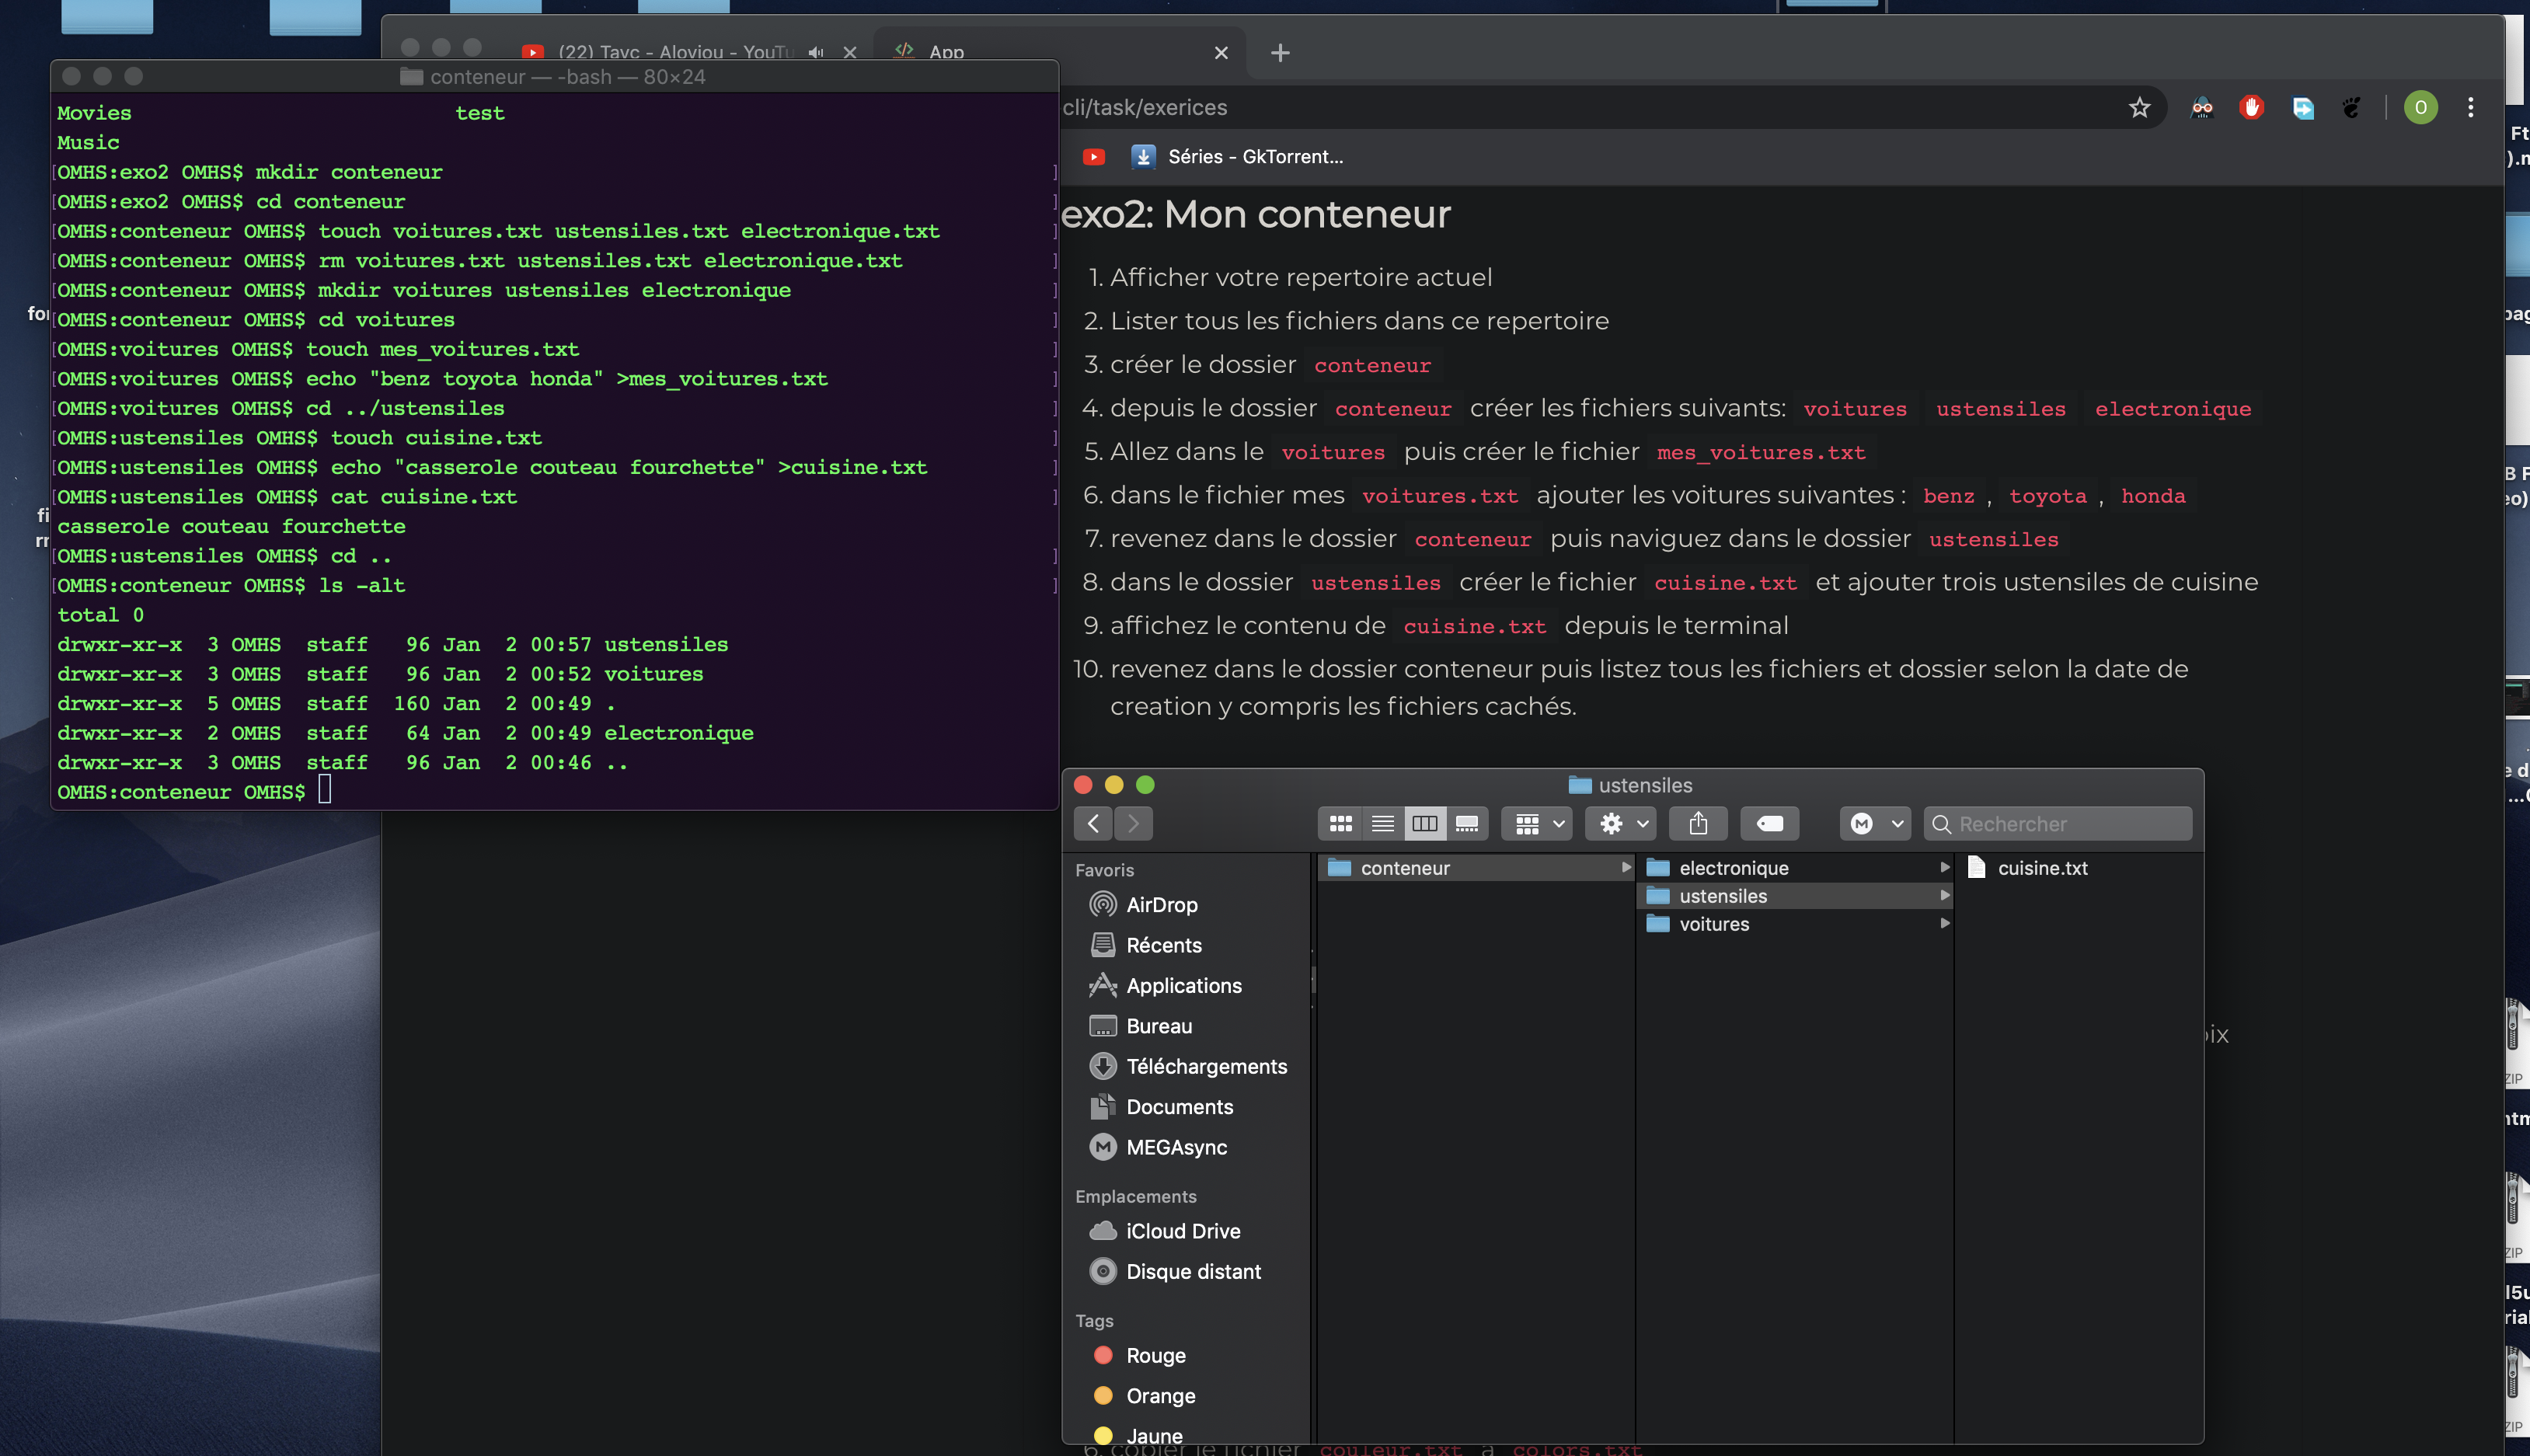 (22) Tayc - Aloviou - YouTu
App
cli/task/exerices
O
Séries - GkTorrent...
conteneur — -bash — 80×24
Movies test
Music
[OMHS:exo2 OMHS$ mkdir conteneur ]
[OMHS:exo2 OMHS$ cd conteneur ]
[OMHS:conteneur OMHS$ touch voitures.txt ustensiles.txt electronique.txt ]
[OMHS:conteneur OMHS$ rm voitures.txt ustensiles.txt electronique.txt ]
[OMHS:conteneur OMHS$ mkdir voitures ustensiles electronique ]
[OMHS:conteneur OMHS$ cd voitures ]
[OMHS:voitures OMHS$ touch mes_voitures.txt ]
[OMHS:voitures OMHS$ echo "benz toyota honda" >mes_voitures.txt ]
[OMHS:voitures OMHS$ cd ../ustensiles ]
[OMHS:ustensiles OMHS$ touch cuisine.txt ]
[OMHS:ustensiles OMHS$ echo "casserole couteau fourchette" >cuisine.txt ]
[OMHS:ustensiles OMHS$ cat cuisine.txt ]
casserole couteau fourchette
[OMHS:ustensiles OMHS$ cd .. ]
[OMHS:conteneur OMHS$ ls -alt ]
total 0
drwxr-xr-x 3 OMHS staff 96 Jan 2 00:57 ustensiles
drwxr-xr-x 3 OMHS staff 96 Jan 2 00:52 voitures
drwxr-xr-x 5 OMHS staff 160 Jan 2 00:49 .
drwxr-xr-x 2 OMHS staff 64 Jan 2 00:49 electronique
drwxr-xr-x 3 OMHS staff 96 Jan 2 00:46 ..
OMHS:conteneur OMHS$
exo2: Mon conteneur
1. Afficher votre repertoire actuel
2. Lister tous les fichiers dans ce repertoire
3. créer le dossier conteneur
4. depuis le dossier conteneur créer les fichiers suivants: voitures ustensiles electronique
5. Allez dans le voitures puis créer le fichier mes_voitures.txt
6. dans le fichier mes voitures.txt ajouter les voitures suivantes : benz , toyota , honda
7. revenez dans le dossier conteneur puis naviguez dans le dossier ustensiles
8. dans le dossier ustensiles créer le fichier cuisine.txt et ajouter trois ustensiles de cuisine
9. affichez le contenu de cuisine.txt depuis le terminal
10. revenez dans le dossier conteneur puis listez tous les fichiers et dossier selon la date de
creation y compris les fichiers cachés.
ustensiles
Rechercher
Favoris
AirDrop
Récents
Applications
Bureau
Téléchargements
Documents
MEGAsync
Emplacements
iCloud Drive
Disque distant
Tags
Rouge
Orange
Jaune
conteneur
electronique
ustensiles
voitures
cuisine.txt
6. copier le fichier couleur.txt à colors.txt
ZIP
ZIP
ZIP